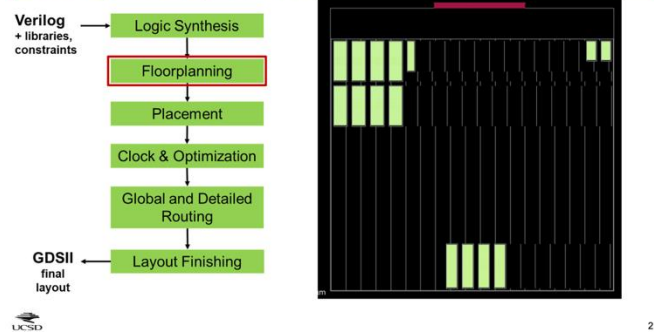 Verilog
+ libraries,
constraints
Logic Synthesis
Floorplanning
Placement
Clock & Optimization
Global and Detailed
Routing
Layout Finishing
GDSII
final
layout
m
UCSD
2